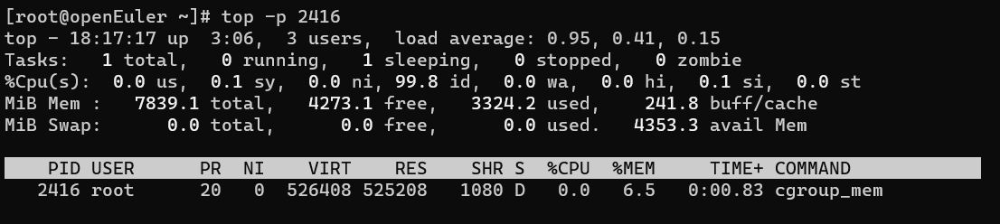 [root@openEuler ~]# top -p 2416
top - 18:17:17 up  3:06,  3 users,  load average: 0.95, 0.41, 0.15
Tasks:   1 total,   0 running,   1 sleeping,   0 stopped,   0 zombie
%Cpu(s):  0.0 us,  0.1 sy,  0.0 ni, 99.8 id,  0.0 wa,  0.0 hi,  0.1 si,  0.0 st
MiB Mem :   7839.1 total,   4273.1 free,   3324.2 used,    241.8 buff/cache
MiB Swap:      0.0 total,      0.0 free,      0.0 used.   4353.3 avail Mem
PID USER      PR  NI    VIRT    RES    SHR S  %CPU  %MEM     TIME+ COMMAND
2416 root      20   0  526408 525208   1080 D   0.0   6.5   0:00.83 cgroup_mem